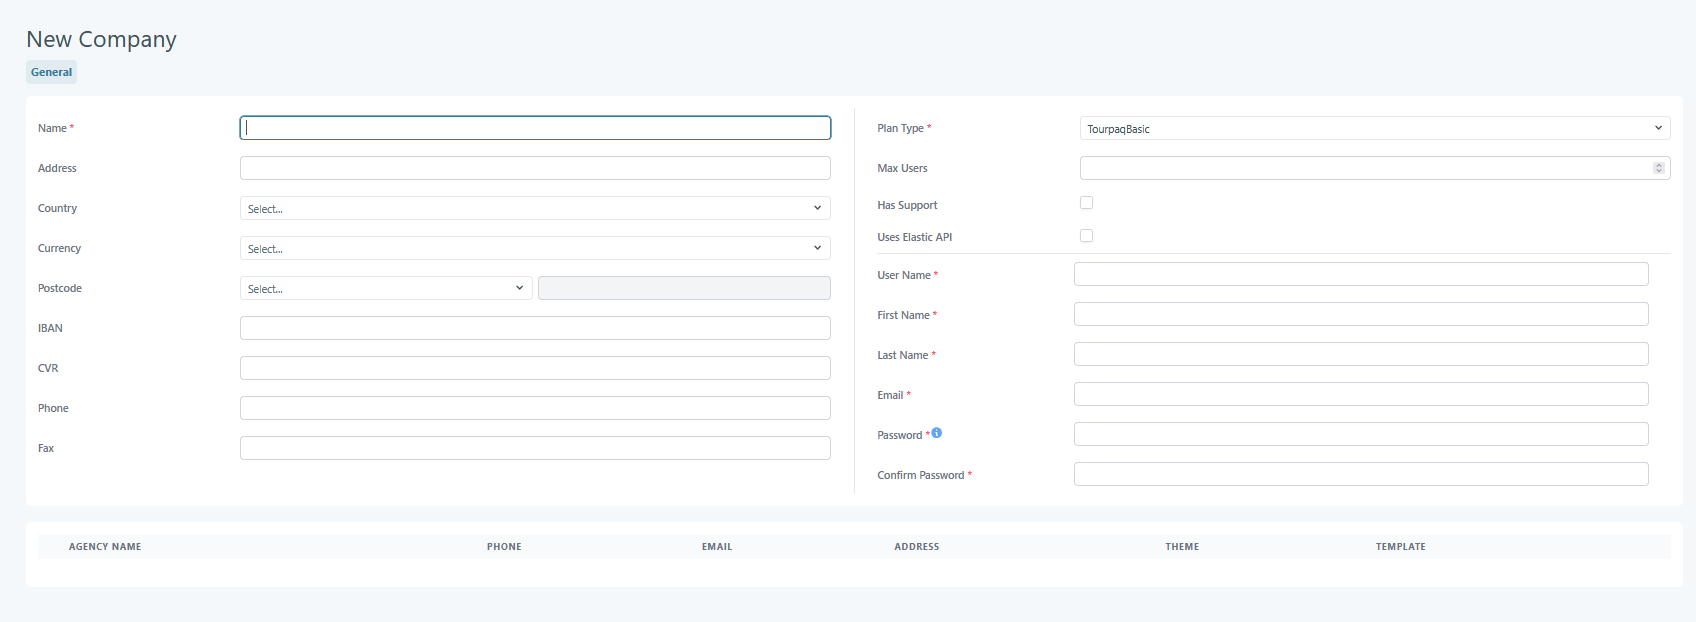 New Company
General
Name *
Address
Country Select...
Currency Select...
Postcode Select...
IBAN
CVR
Phone
Fax
Plan Type * TourpaqBasic
Max Users
Has Support
Uses Elastic API
User Name *
First Name *
Last Name *
Email *
Password * i
Confirm Password *
AGENCY NAME PHONE EMAIL ADDRESS THEME TEMPLATE